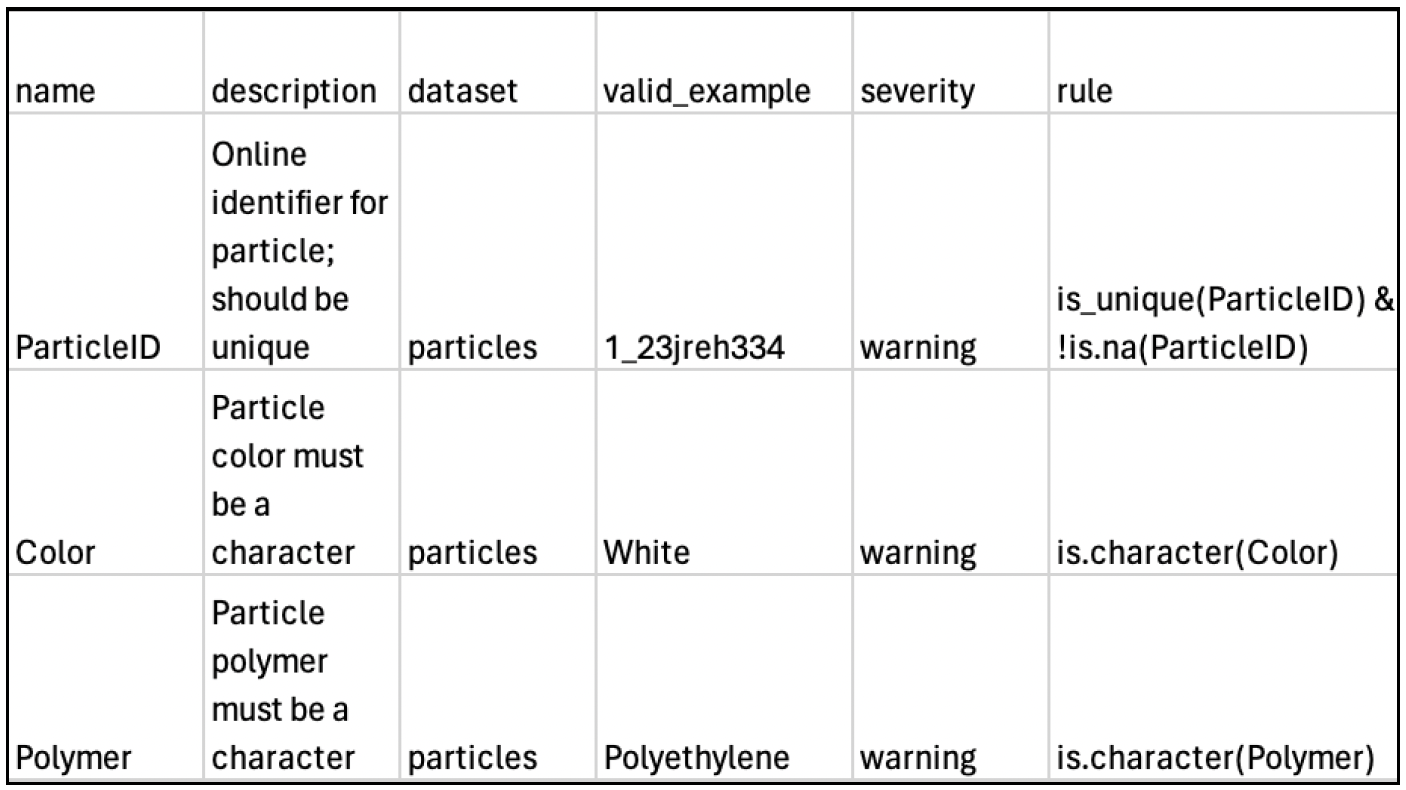 name description dataset valid_example severity rule
Online
identifier for
particle;
should be
is_unique(ParticleID) &
ParticleID unique particles 1_23jreh334 warning !is.na(ParticleID)
Particle
color must
be a
Color character particles White warning is.character(Color)
Particle
polymer
must be a
Polymer character particles Polyethylene warning is.character(Polymer)